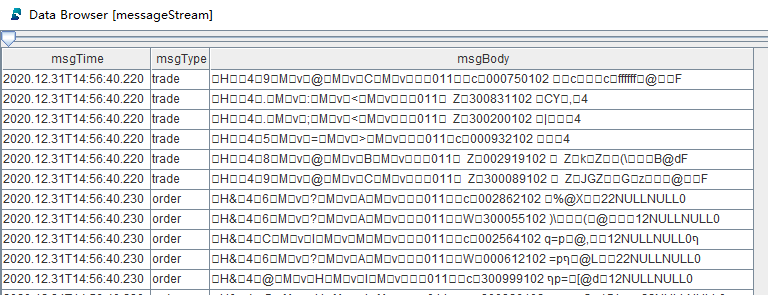 Data Browser [messageStream]
msgTime msgType msgBody
2020.12.31T14:56:40.220 trade □H□□4□9□M□v□@□M□v□C□M□v□□□011□□c□000750102 □□c□□□c□ffffff□@□□F
2020.12.31T14:56:40.220 trade □H□□4□.□M□v□:□M□v□<□M□v□□□011□ Z□300831102 □CY□,□4
2020.12.31T14:56:40.220 trade □H□□4□.□M□v□;□M□v□<□M□v□□□011□ Z□300200102 □|□□□4
2020.12.31T14:56:40.220 trade □H□□4□5□M□v□=□M□v□>□M□v□□□011□c□000932102 □□□4
2020.12.31T14:56:40.220 trade □H□□4□8□M□v□@□M□v□B□M□v□□□011□ Z□002919102 □ Z□k□Z□□(\□□□B@dF
2020.12.31T14:56:40.220 trade □H□□4□9□M□v□@□M□v□C□M□v□□□011□ Z□300089102 □Z□JGZ□□G□z□□□@□□F
2020.12.31T14:56:40.230 order □H&□4□6□M□v□?□M□v□A□M□v□□□011□□c□002862102 □%@X□□22NULLNULL0
2020.12.31T14:56:40.230 order □H&□4□6□M□v□?□M□v□A□M□v□□□011□□W□300055102 )\□□□(□@□□□12NULLNULL0
2020.12.31T14:56:40.230 order □H&□4□C□M□v□I□M□v□M□M□v□□□011□□c□002564102 q=p□@,□□12NULLNULL0
2020.12.31T14:56:40.230 order □H&□4□6□M□v□?□M□v□A□M□v□□□011□□W□000612102 =p □@L□□22NULLNULL0
2020.12.31T14:56:40.230 order □H&□4□@□M□v□H□M□v□I□M□v□□□011□□c□300999102 p=□[@d□12NULLNULL0